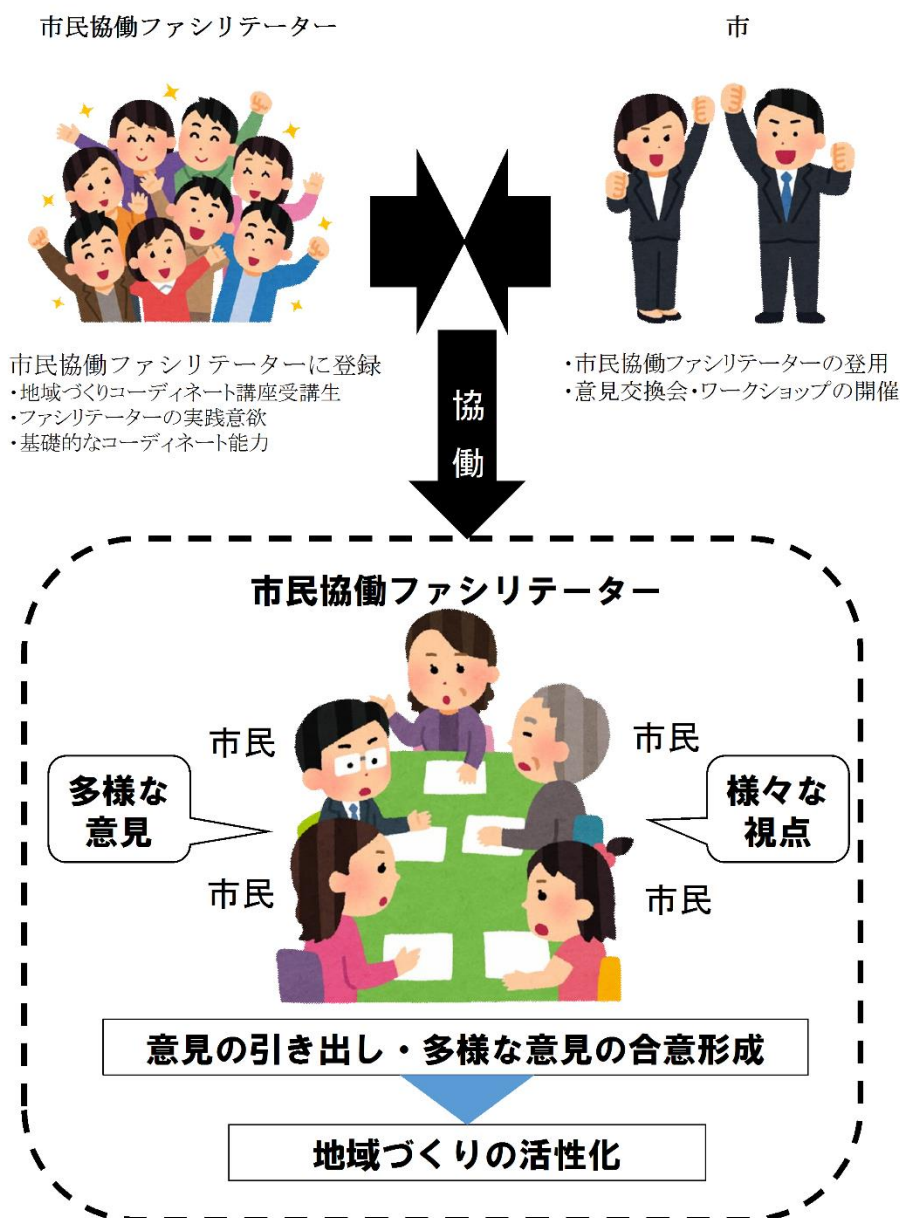 市民協働ファシリテーター
市
市民協働ファシリテーターに登録
・地域づくりコーディネート講座受講生
・ファシリテーターの実践意欲
・基礎的なコーディネート能力
・市民協働ファシリテーターの登用
・意見交換会・ワークショップの開催
協
働
市民協働ファシリテーター
市民
市民
多様な
意見
様々な
視点
市民
市民
意見の引き出し・多様な意見の合意形成
地域づくりの活性化